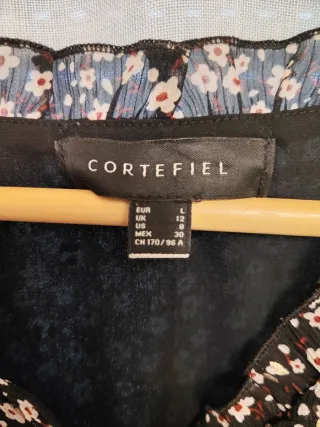 CORTEFIEL
EUR L
UK 12
US 8
MEX 30
CH 170/96 A